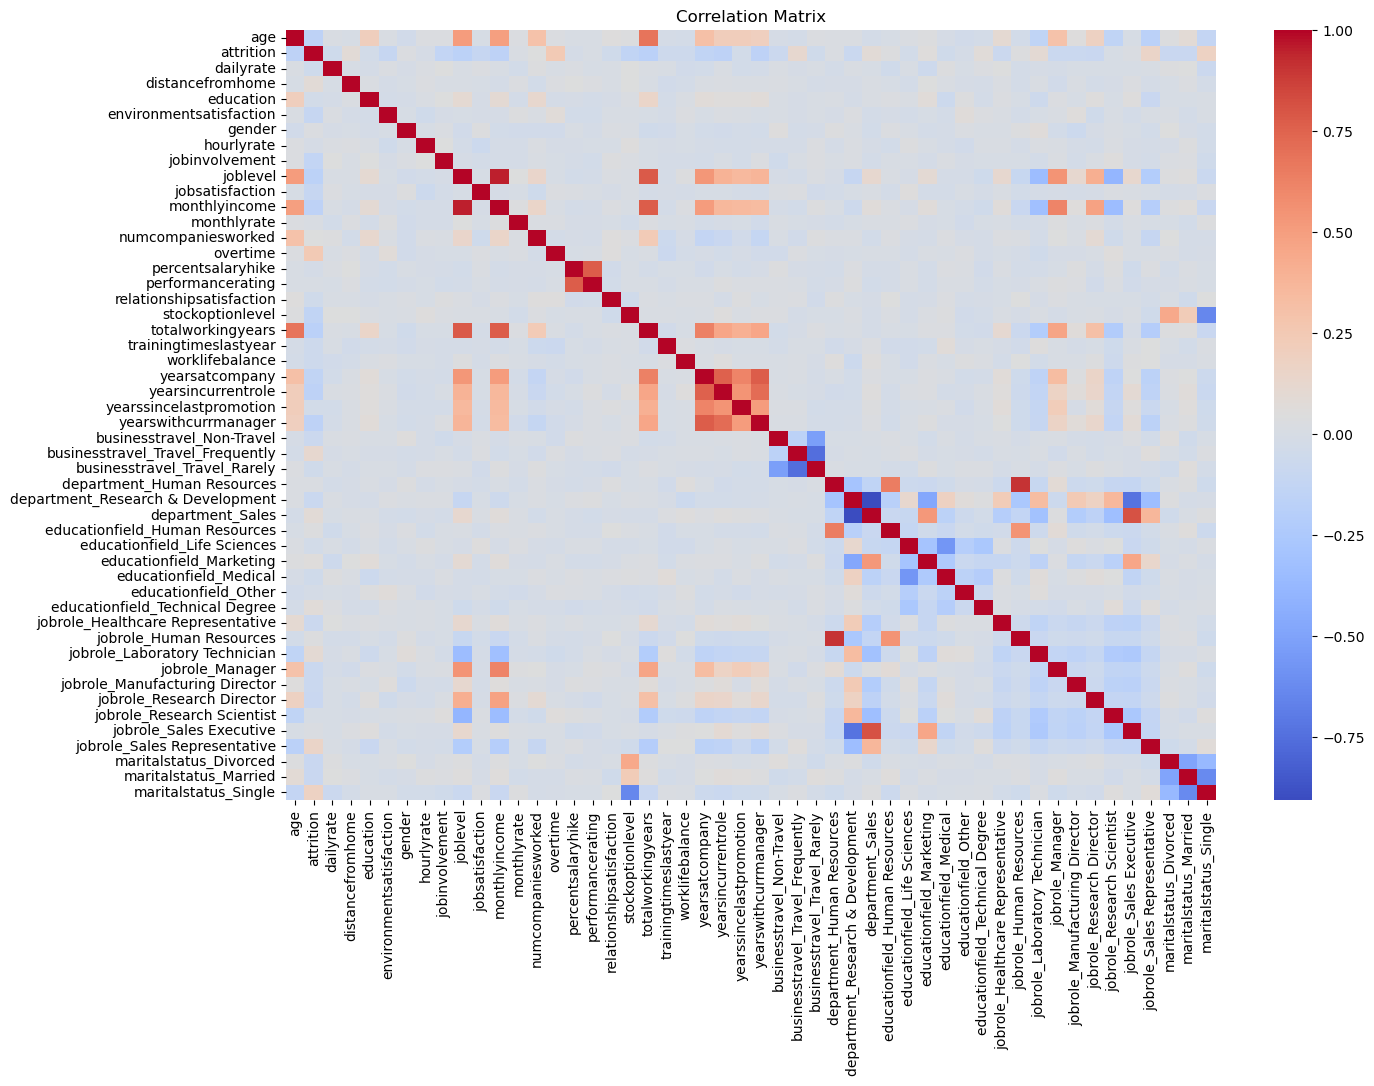 Correlation Matrix
age
attrition
dailyrate
distancefromhome
education
environmentsatisfaction
gender
hourlyrate
jobinvolvement
joblevel
jobsatisfaction
monthlyincome
monthlyrate
numcompaniesworked
overtime
percentsalaryhike
performancerating
relationshipsatisfaction
stockoptionlevel
totalworkingyears
trainingtimeslastyear
worklifebalance
yearsatcompany
yearsincurrentrole
yearssincelastpromotion
yearswithcurrmanager
businesstravel_Non-Travel
businesstravel_Travel_Frequently
businesstravel_Travel_Rarely
department_Human Resources
department_Research & Development
department_Sales
educationfield_Human Resources
educationfield_Life Sciences
educationfield_Marketing
educationfield_Medical
educationfield_Other
educationfield_Technical Degree
jobrole_Healthcare Representative
jobrole_Human Resources
jobrole_Laboratory Technician
jobrole_Manager
jobrole_Manufacturing Director
jobrole_Research Director
jobrole_Research Scientist
jobrole_Sales Executive
jobrole_Sales Representative
maritalstatus_Divorced
maritalstatus_Married
maritalstatus_Single
age
attrition
dailyrate
distancefromhome
education
environmentsatisfaction
gender
hourlyrate
jobinvolvement
joblevel
jobsatisfaction
monthlyincome
monthlyrate
numcompaniesworked
overtime
percentsalaryhike
performancerating
relationshipsatisfaction
stockoptionlevel
totalworkingyears
trainingtimeslastyear
worklifebalance
yearsatcompany
yearsincurrentrole
yearssincelastpromotion
yearswithcurrmanager
businesstravel_Non-Travel
businesstravel_Travel_Frequently
businesstravel_Travel_Rarely
department_Human Resources
department_Research & Development
department_Sales
educationfield_Human Resources
educationfield_Life Sciences
educationfield_Marketing
educationfield_Medical
educationfield_Other
educationfield_Technical Degree
jobrole_Healthcare Representative
jobrole_Human Resources
jobrole_Laboratory Technician
jobrole_Manager
jobrole_Manufacturing Director
jobrole_Research Director
jobrole_Research Scientist
jobrole_Sales Executive
jobrole_Sales Representative
maritalstatus_Divorced
maritalstatus_Married
maritalstatus_Single
1.00
0.75
0.50
0.25
0.00
−0.25
−0.50
−0.75